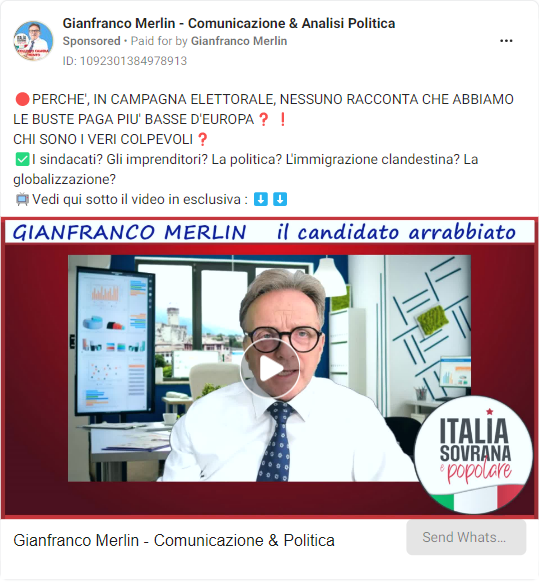 Gianfranco Merlin - Comunicazione & Analisi Politica
Sponsored • Paid for by Gianfranco Merlin
ID: 1092301384978913
🔴PERCHE', IN CAMPAGNA ELETTORALE, NESSUNO RACCONTA CHE ABBIAMO
LE BUSTE PAGA PIU' BASSE D'EUROPA❓❗
CHI SONO I VERI COLPEVOLI❓
✅I sindacati? Gli imprenditori? La politica? L'immigrazione clandestina? La
globalizzazione?
📺Vedi qui sotto il video in esclusiva : ⬇️⬇️
GIANFRANCO MERLIN il candidato arrabbiato
ITALIA
SOVRANA
e popolare
Gianfranco Merlin - Comunicazione & Politica
Send Whats...